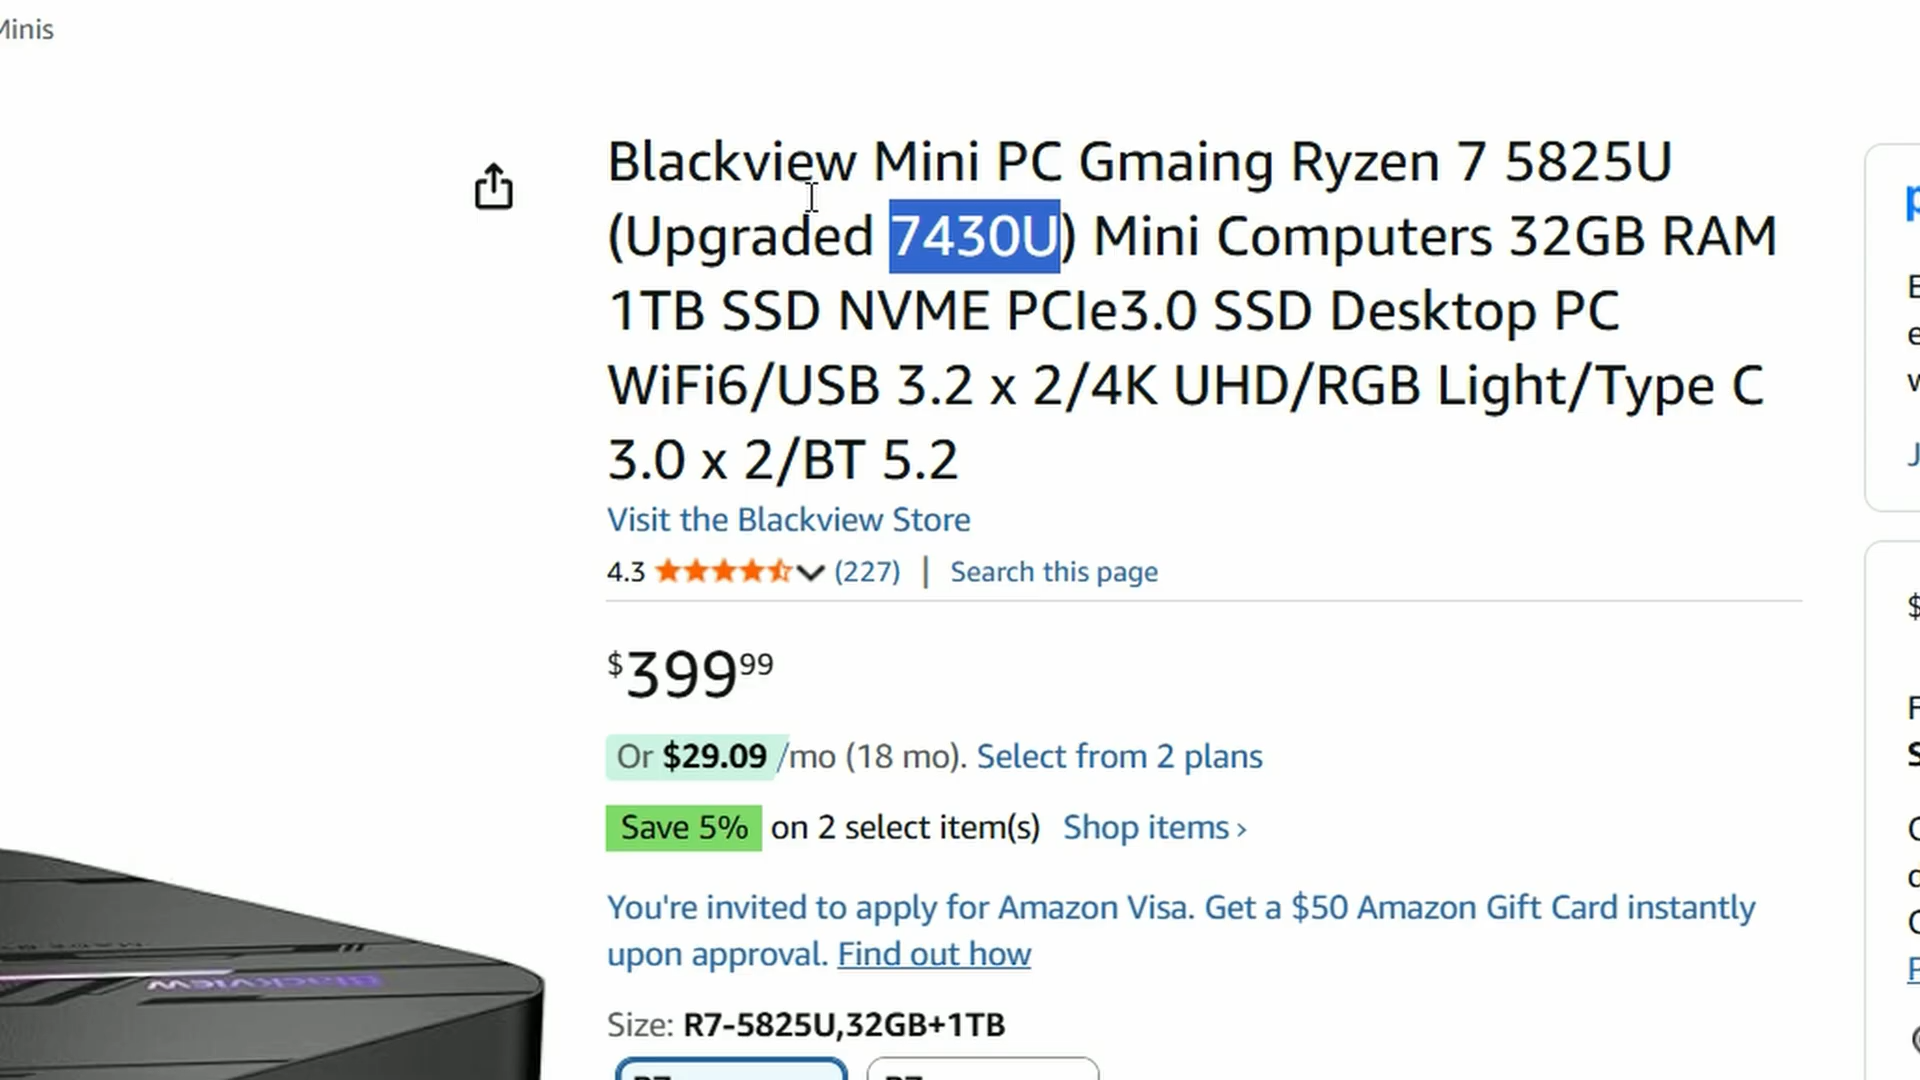 Minis
Blackview Mini PC Gmaing Ryzen 7 5825U
(Upgraded 7430U) Mini Computers 32GB RAM
1TB SSD NVME PCIe3.0 SSD Desktop PC
WiFi6/USB 3.2 x 2/4K UHD/RGB Light/Type C
3.0 x 2/BT 5.2
Visit the Blackview Store
4.3 (227) | Search this page
$399.99
Or $29.09 /mo (18 mo). Select from 2 plans
Save 5% on 2 select item(s) Shop items ›
You're invited to apply for Amazon Visa. Get a $50 Amazon Gift Card instantly
upon approval. Find out how
Blackview
Size: R7-5825U,32GB+1TB